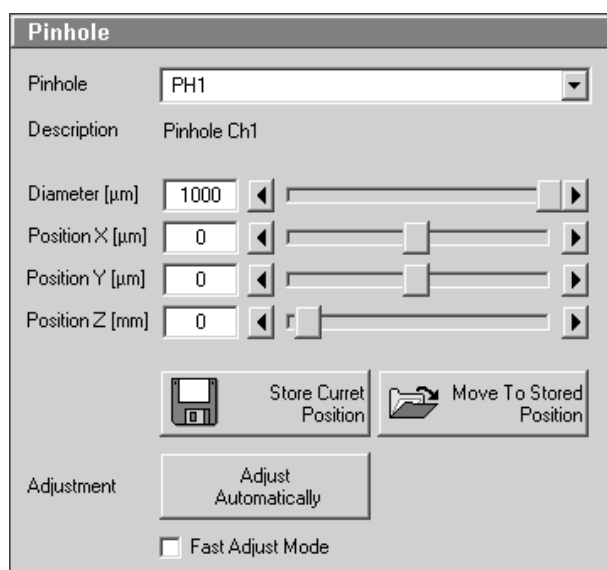 Pinhole
Pinhole PH1
Description Pinhole Ch1
Diameter [µm] 1000
Position X [µm] 0
Position Y [µm] 0
Position Z [mm] 0
Store Curret
Position
Move To Stored
Position
Adjustment
Adjust
Automatically
Fast Adjust Mode